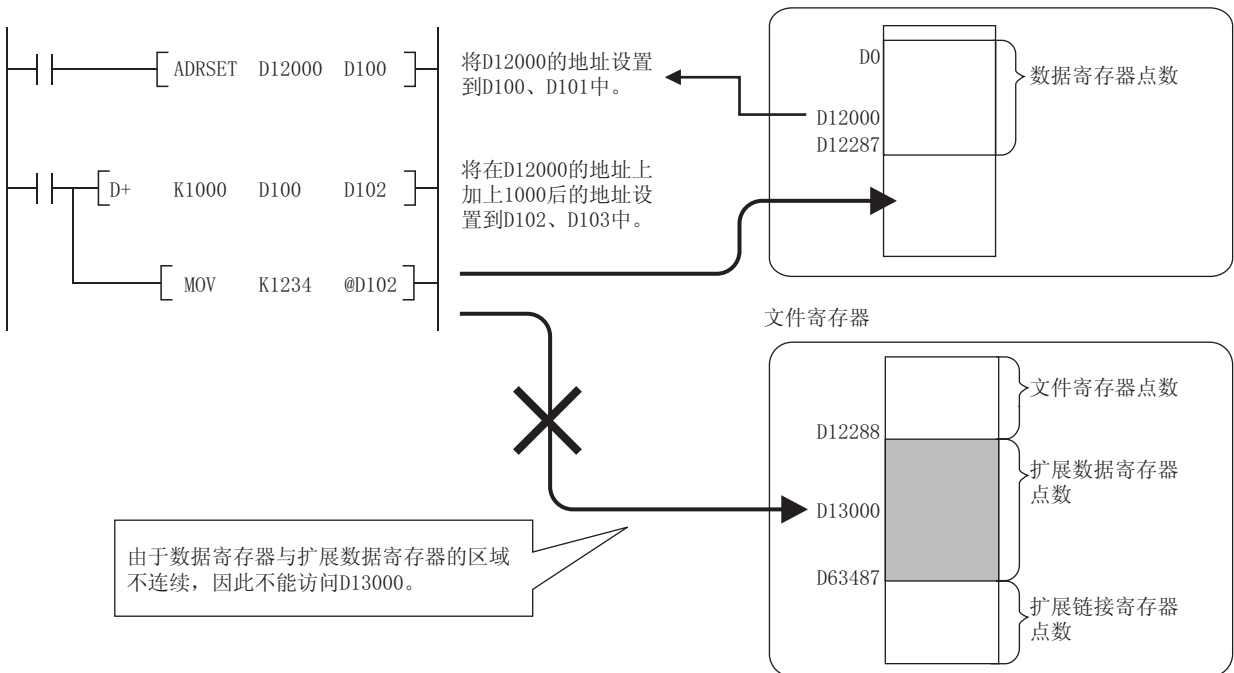 ADRSET D12000 D100
将D12000的地址设置
到D100、D101中。
D+ K1000 D100 D102
将在D12000的地址上
加上1000后的地址设
置到D102、D103中。
MOV K1234 @D102
D0
D12000
D12287
数据寄存器点数
文件寄存器
文件寄存器点数
D12288
扩展数据寄存器
点数
D13000
D63487
扩展链接寄存器
点数
由于数据寄存器与扩展数据寄存器的区域
不连续，因此不能访问D13000。